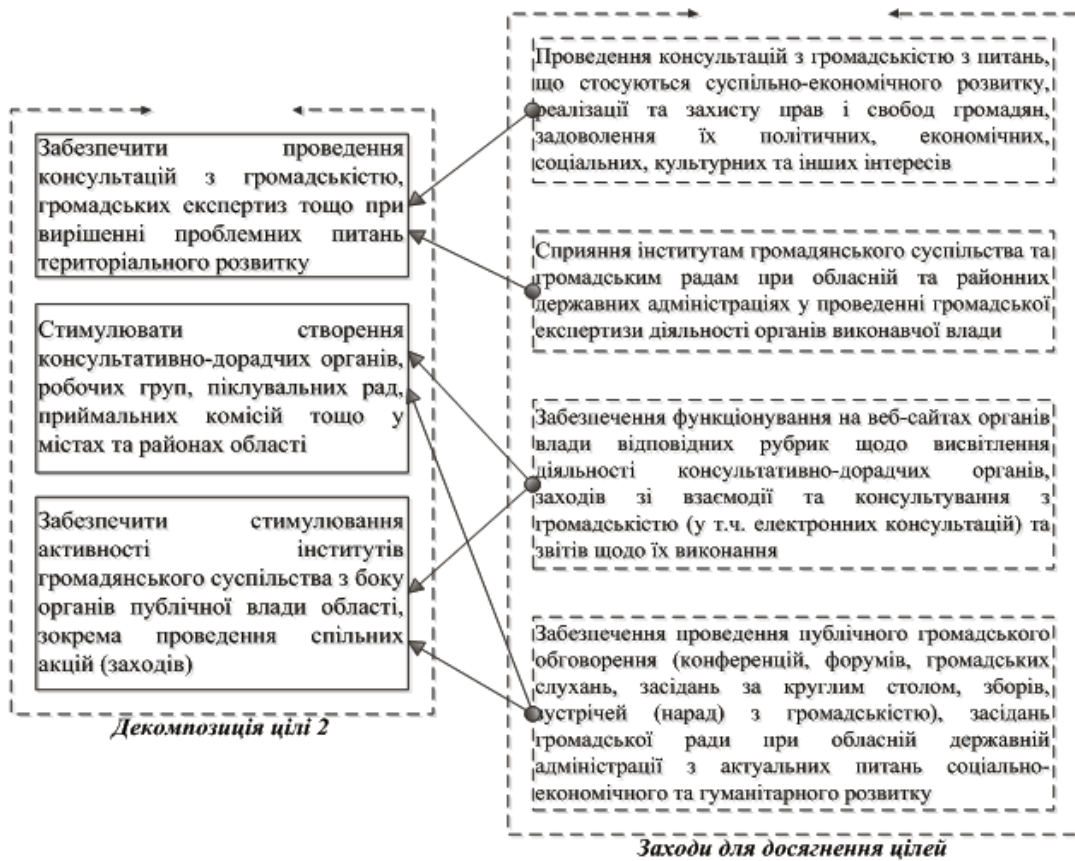 Забезпечити проведення
консультацій з громадськістю,
громадських експертиз тощо при
вирішенні проблемних питань
територіального розвитку
Стимулювати створення
консультативно-дорадчих органів,
робочих груп, піклувальних рад,
приймальних комісій тощо у
містах та районах області
Забезпечити стимулювання
активності інститутів
громадянського суспільства з боку
органів публічної влади області,
зокрема проведення спільних
акцій (заходів)
Декомпозиція цілі 2
Проведення консультацій з громадськістю з питань,
що стосуються суспільно-економічного розвитку,
реалізації та захисту прав і свобод громадян,
задоволення їх політичних, економічних,
соціальних, культурних та інших інтересів
Сприяння інститутам громадянського суспільства та
громадським радам при обласній та районних
державних адміністраціях у проведенні громадської
експертизи діяльності органів виконавчої влади
Забезпечення функціонування на веб-сайтах органів
влади відповідних рубрик щодо висвітлення
діяльності консультативно-дорадчих органів,
заходів зі взаємодії та консультування з
громадськістю (у т.ч. електронних консультацій) та
звітів щодо їх виконання
Забезпечення проведення публічного громадського
обговорення (конференцій, форумів, громадських
слухань, засідань за круглим столом, зборів,
зустрічей (нарад) з громадськістю), засідань
громадської ради при обласній державній
адміністрації з актуальних питань соціально-
економічного та гуманітарного розвитку
Заходи для досягнення цілей